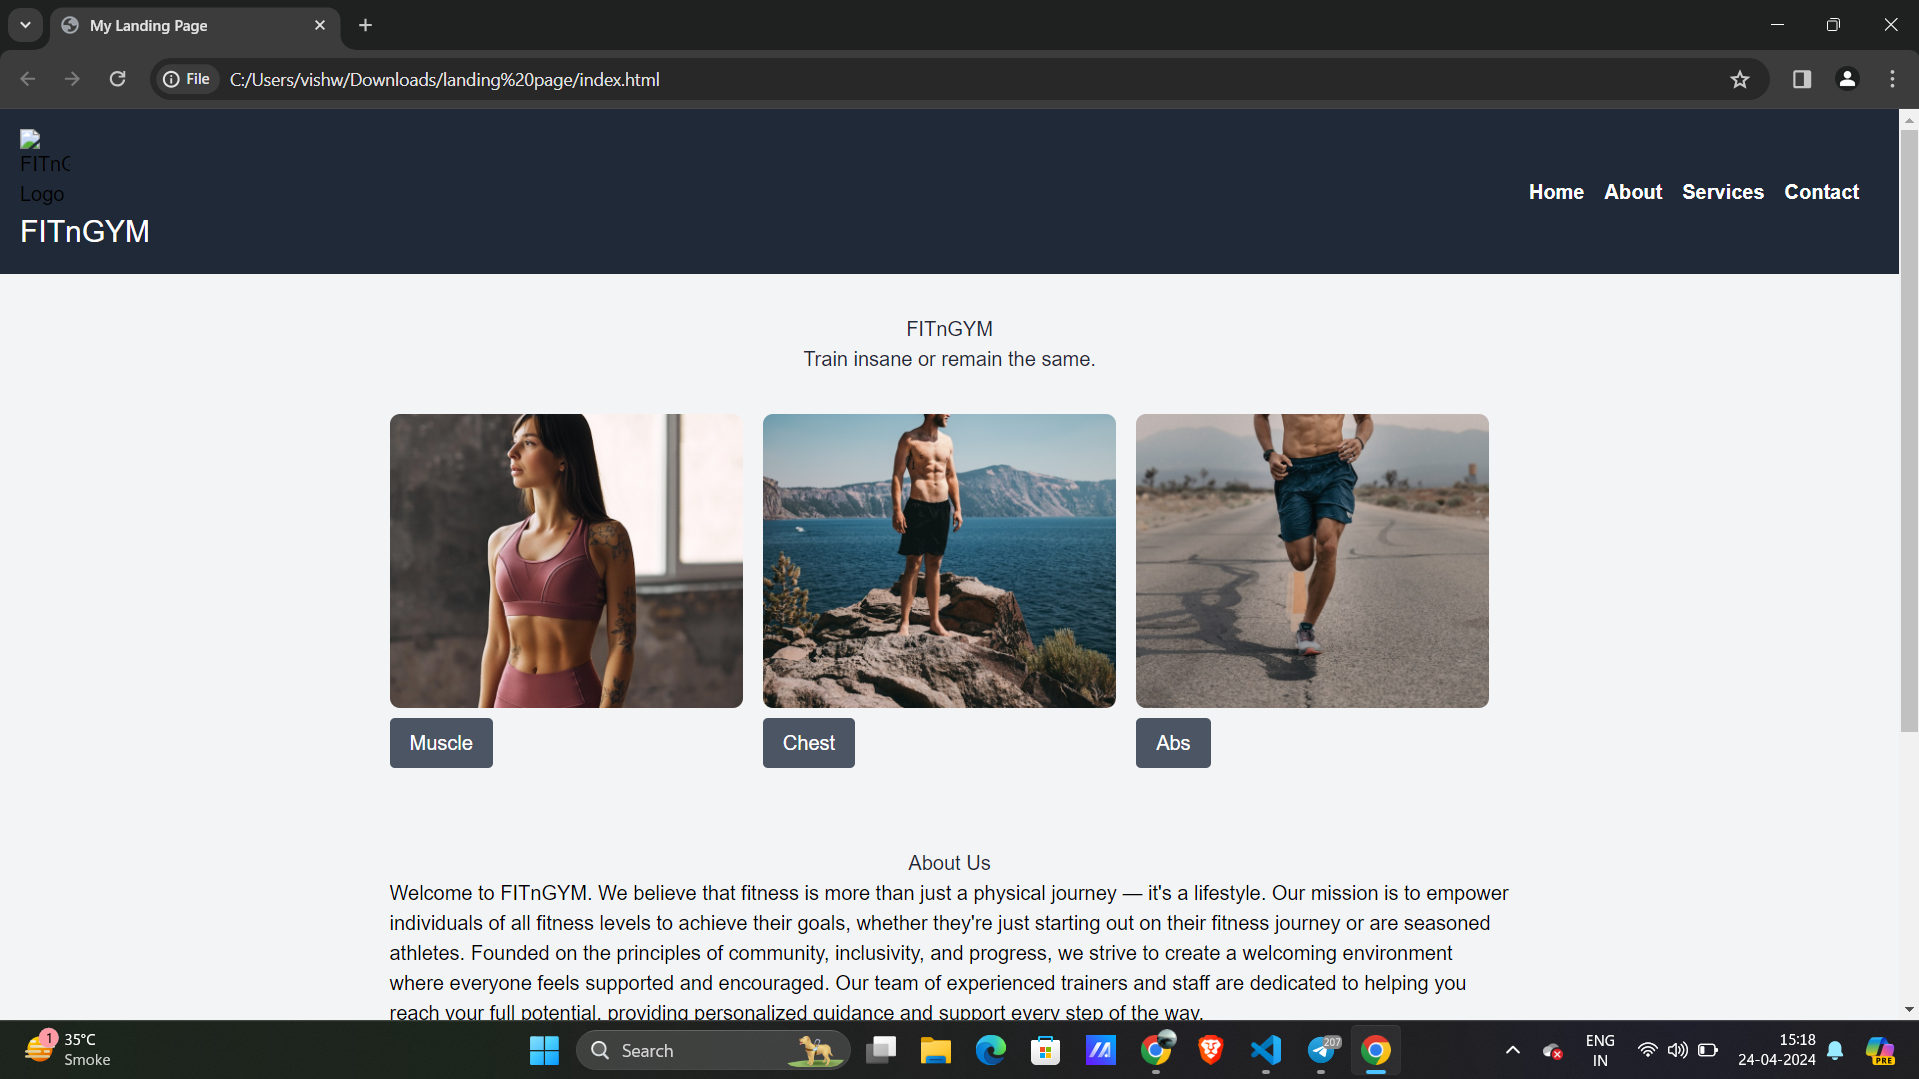 My Landing Page
File
C:/Users/vishw/Downloads/landing%20page/index.html
Logo
FITnGYM
Home About Services Contact
FITnGYM
Train insane or remain the same.
Muscle
Chest
Abs
About Us
Welcome to FITnGYM. We believe that fitness is more than just a physical journey — it's a lifestyle. Our mission is to empower
individuals of all fitness levels to achieve their goals, whether they're just starting out on their fitness journey or are seasoned
athletes. Founded on the principles of community, inclusivity, and progress, we strive to create a welcoming environment
where everyone feels supported and encouraged. Our team of experienced trainers and staff are dedicated to helping you
reach your full potential, providing personalized guidance and support every step of the way.
1
35°C
Smoke
Search
207
ENG
IN
15:18
24-04-2024
PRE